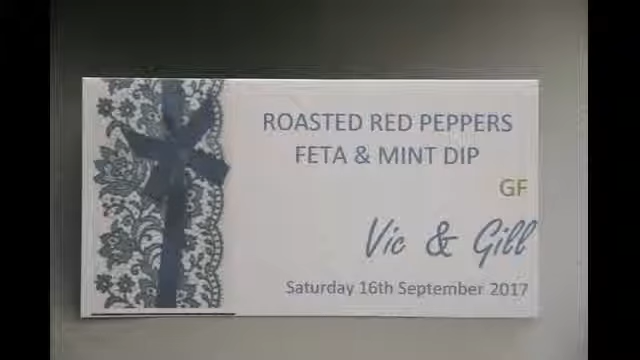 ROASTED RED PEPPERS
FETA & MINT DIP
GF
Vic & Gill
Saturday 16th September 2017